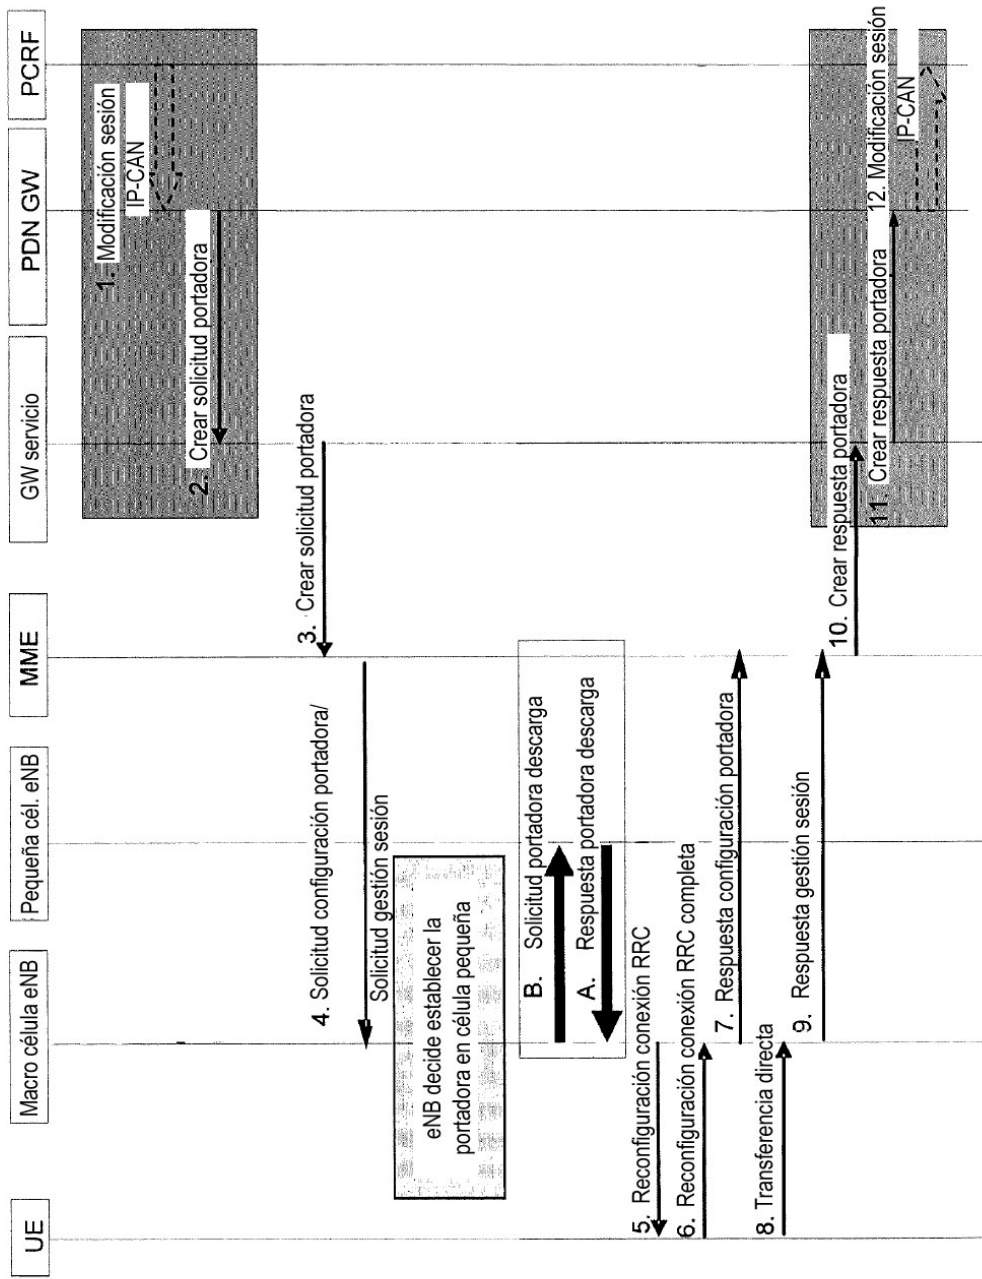 UE
Macro célula eNB
Pequeña cél. eNB
MME
GW servicio
PDN GW
PCRF
1. Modificación sesión
IP-CAN
2. Crear solicitud portadora
3. Crear solicitud portadora
4. Solicitud configuración portadora/
Solicitud gestión sesión
eNB decide establecer la
portadora en célula pequeña
B. Solicitud portadora descarga
A. Respuesta portadora descarga
5. Reconfiguración conexión RRC
6. Reconfiguración conexión RRC completa
7. Respuesta configuración portadora
8. Transferencia directa
9. Respuesta gestión sesión
10. Crear respuesta portadora
11. Crear respuesta portadora
12. Modificación sesión
IP-CAN